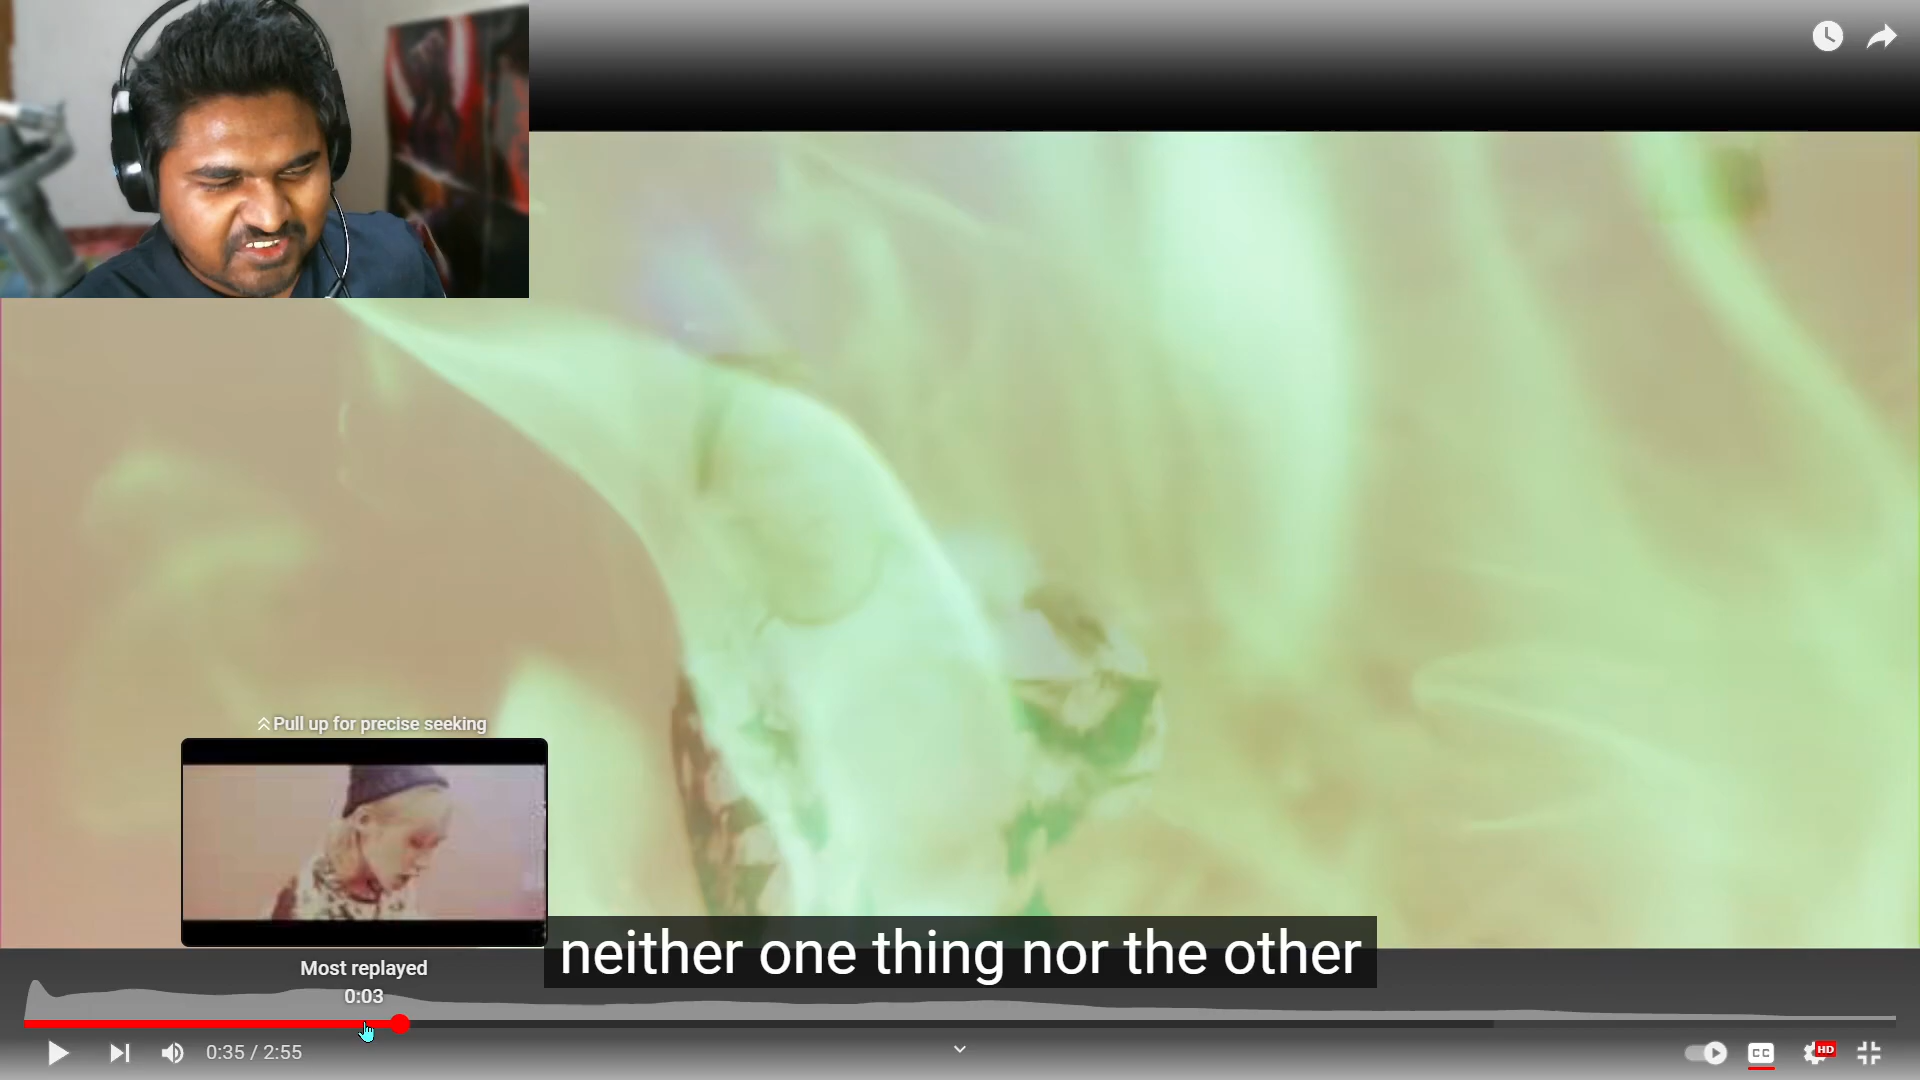 Pull up for precise seeking
neither one thing nor the other
Most replayed
0:03
0:35 / 2:55
CC
HD